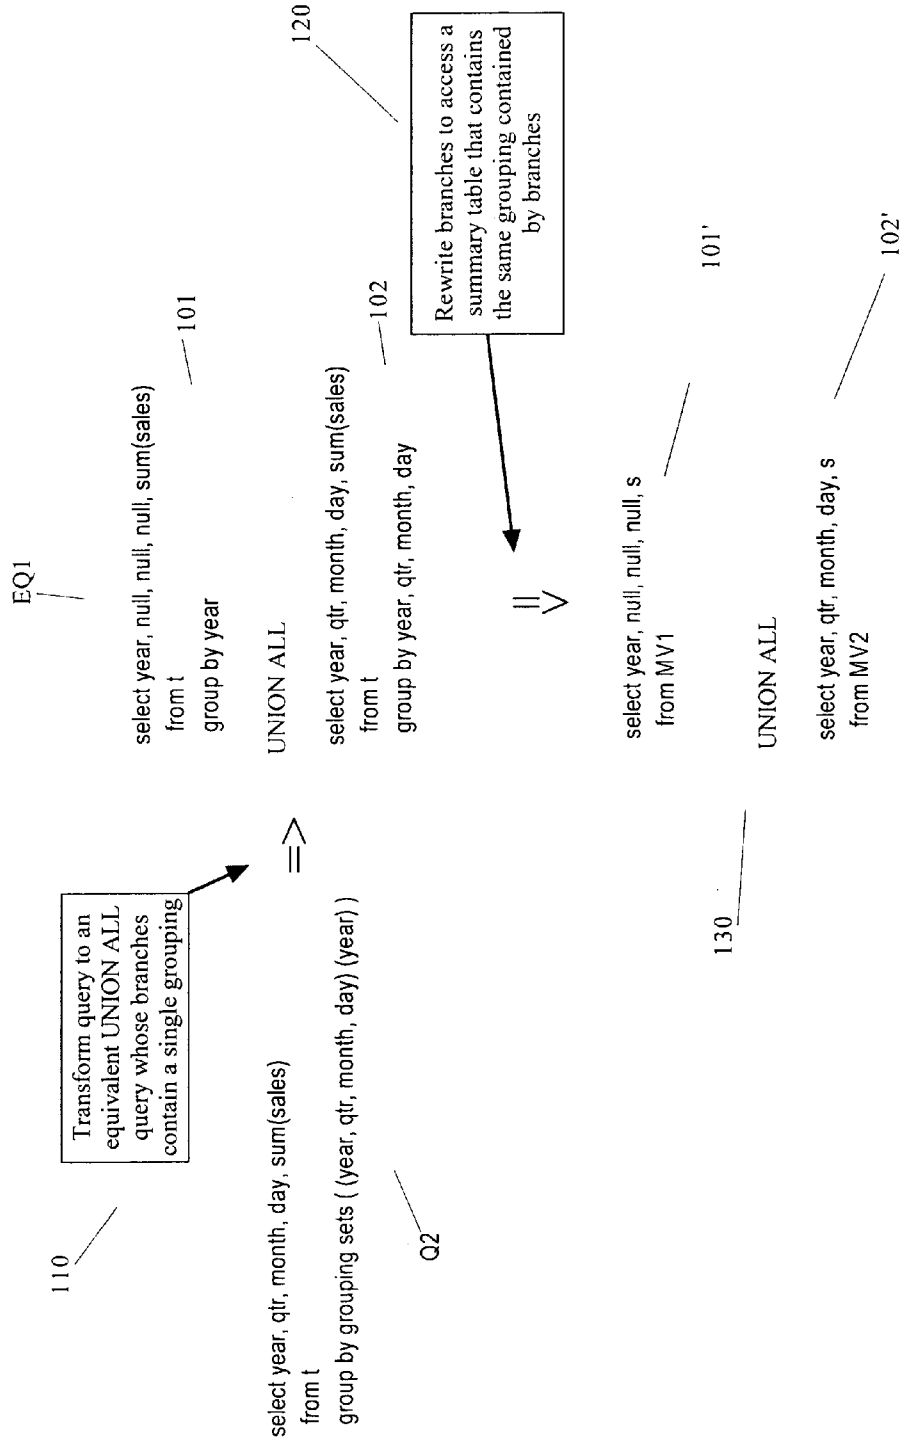 110
Transform query to an
equivalent UNION ALL
query whose branches
contain a single grouping
select year, qtr, month, day, sum(sales)
from t
group by grouping sets ( (year, qtr, month, day) (year) )
Q2
=>
EQ1
select year, null, null, null, sum(sales)
from t
group by year
101
UNION ALL
select year, qtr, month, day, sum(sales)
from t
group by year, qtr, month, day
102
120
Rewrite branches to access a
summary table that contains
the same grouping contained
by branches
=>
130
select year, null, null, null, s
from MV1
101'
UNION ALL
select year, qtr, month, day, s
from MV2
102'